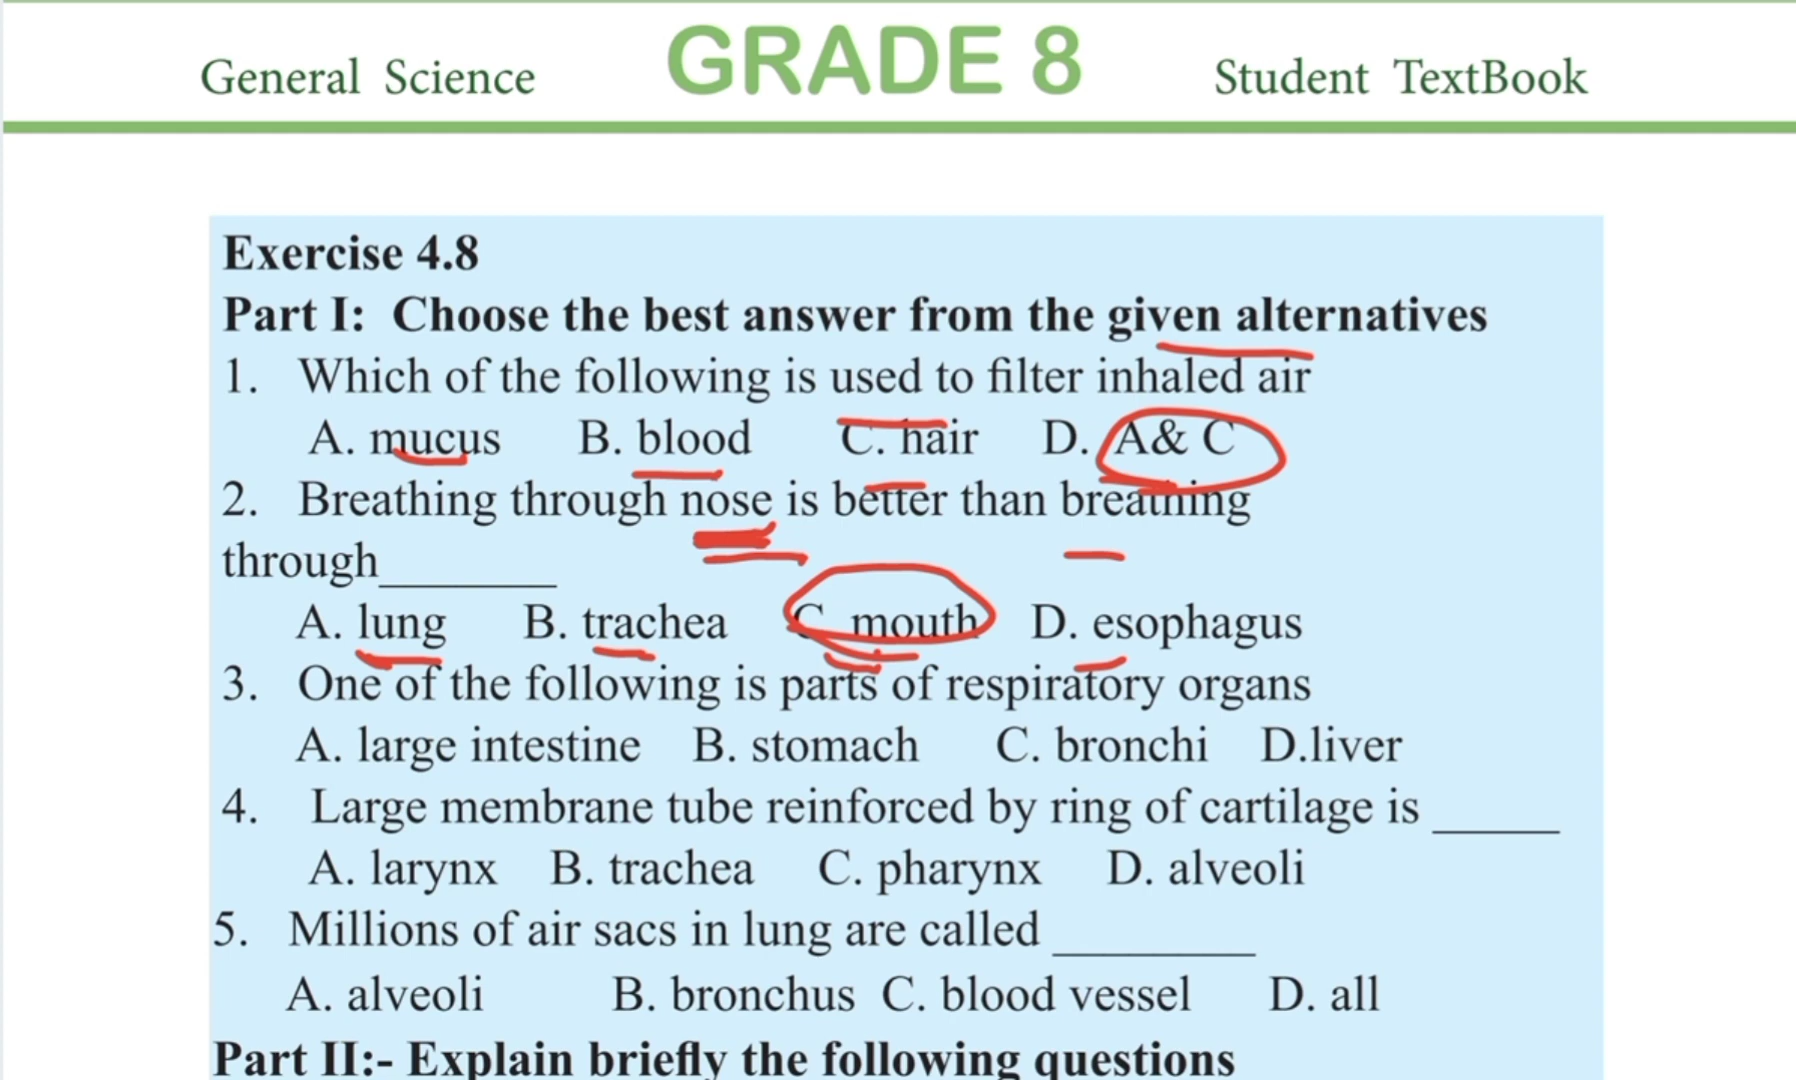 General Science GRADE 8 Student TextBook
Exercise 4.8
Part I: Choose the best answer from the given alternatives
1. Which of the following is used to filter inhaled air
A. mucus B. blood C. hair D. A& C
2. Breathing through nose is better than breathing
through_______
A. lung B. trachea C. mouth D. esophagus
3. One of the following is parts of respiratory organs
A. large intestine B. stomach C. bronchi D.liver
4. Large membrane tube reinforced by ring of cartilage is _____
A. larynx B. trachea C. pharynx D. alveoli
5. Millions of air sacs in lung are called ________
A. alveoli B. bronchus C. blood vessel D. all
Part II:- Explain briefly the following questions